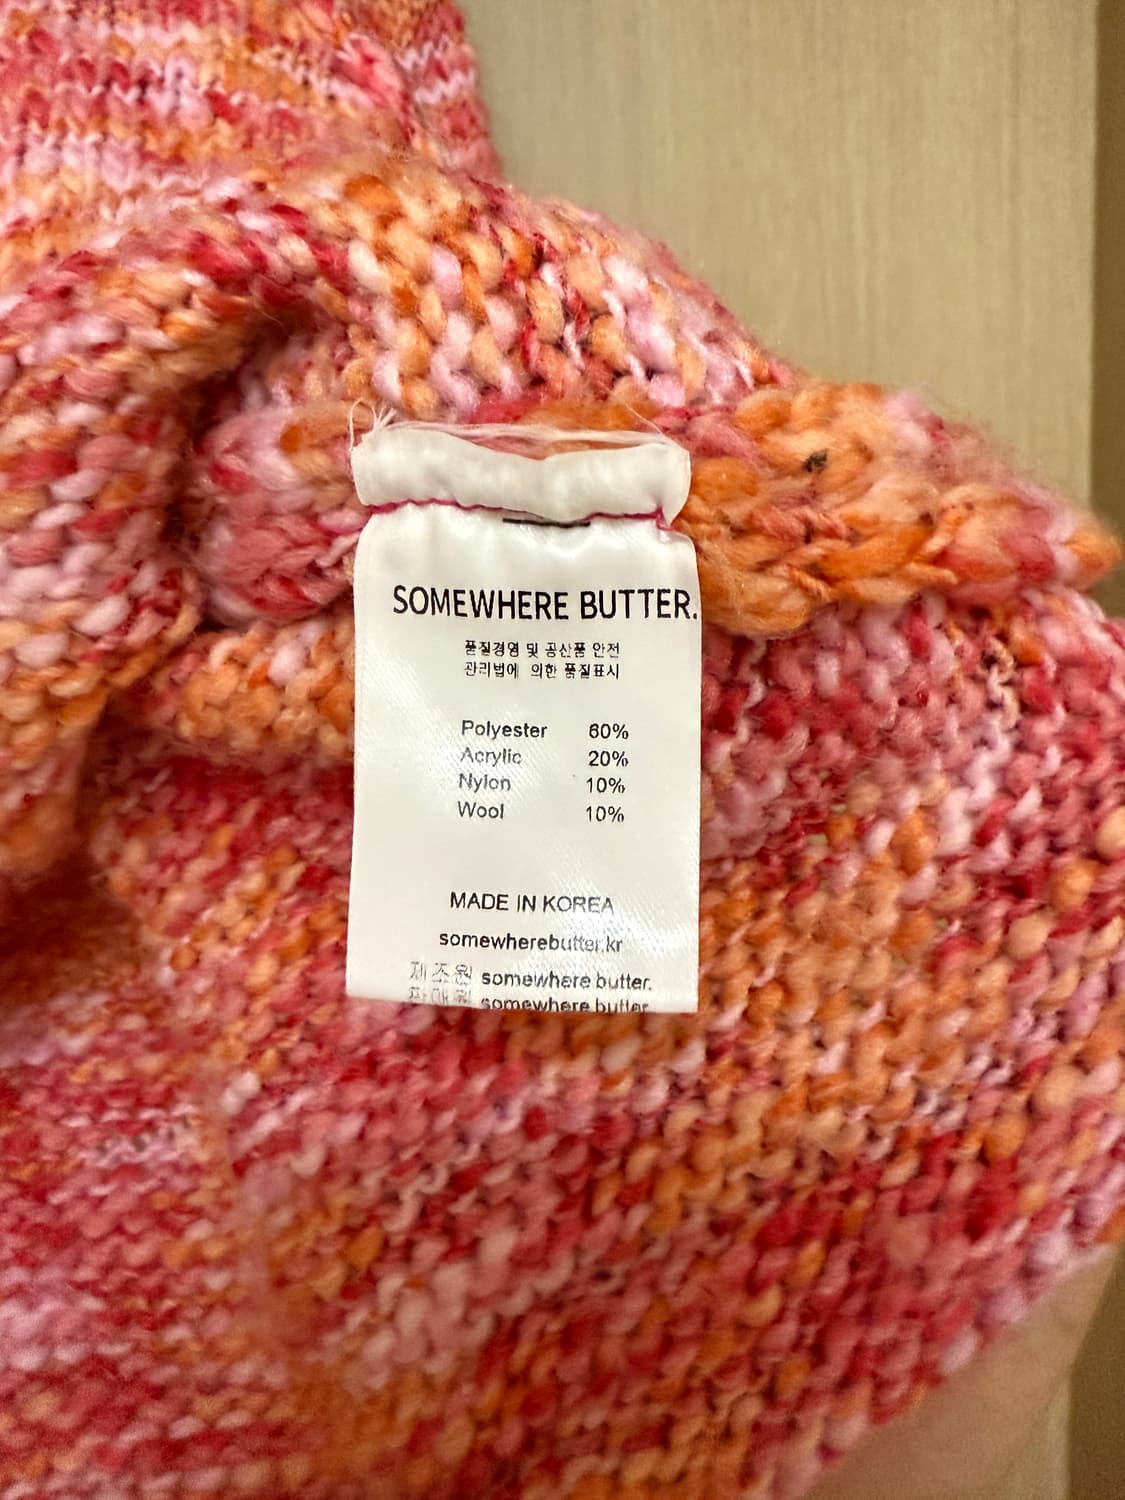 SOMEWHERE BUTTER.
품질경영 및 공산품 안전
관리법에 의한 품질표시
Polyester 60%
Acrylic 20%
Nylon 10%
Wool 10%
MADE IN KOREA
somewherebutter.kr
제조원 somewhere butter.
판매원 somewhere butter.